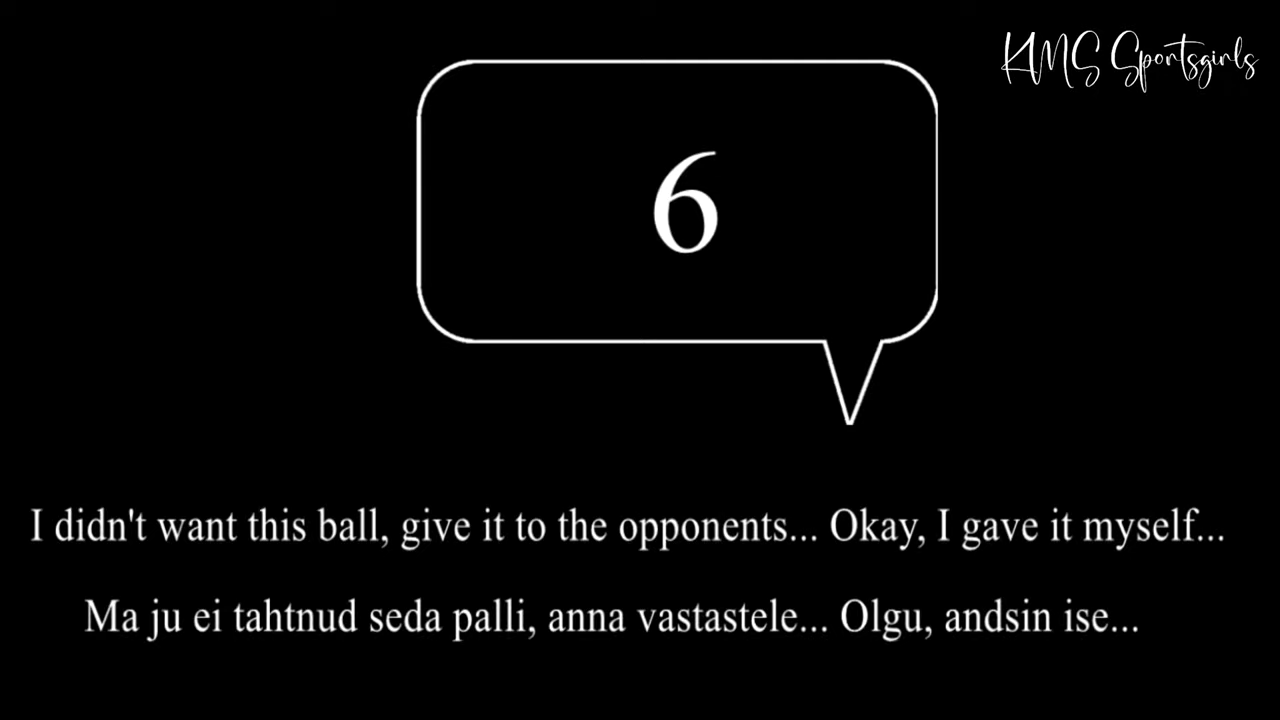 KMS Sportsgirls
6
I didn't want this ball, give it to the opponents... Okay, I gave it myself...
Ma ju ei tahtnud seda palli, anna vastastele... Olgu, andsin ise...